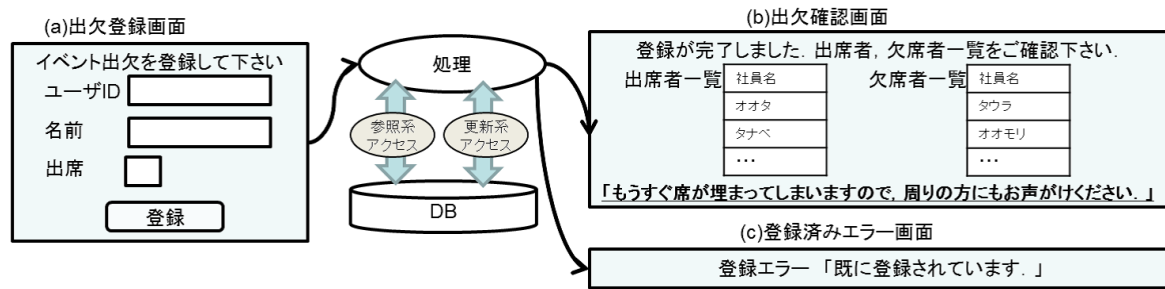 (a)出欠登録画面
イベント出欠を登録して下さい
ユーザID
名前
出席
登録
処理
参照系
アクセス
更新系
アクセス
DB
(b)出欠確認画面
登録が完了しました．出席者，欠席者一覧をご確認下さい．
出席者一覧
社員名
オオタ
タナベ
・・・
欠席者一覧
社員名
タウラ
オオモリ
・・・
「もうすぐ席が埋まってしまいますので，周りの方にもお声がけください．」
(c)登録済みエラー画面
登録エラー 「既に登録されています．」